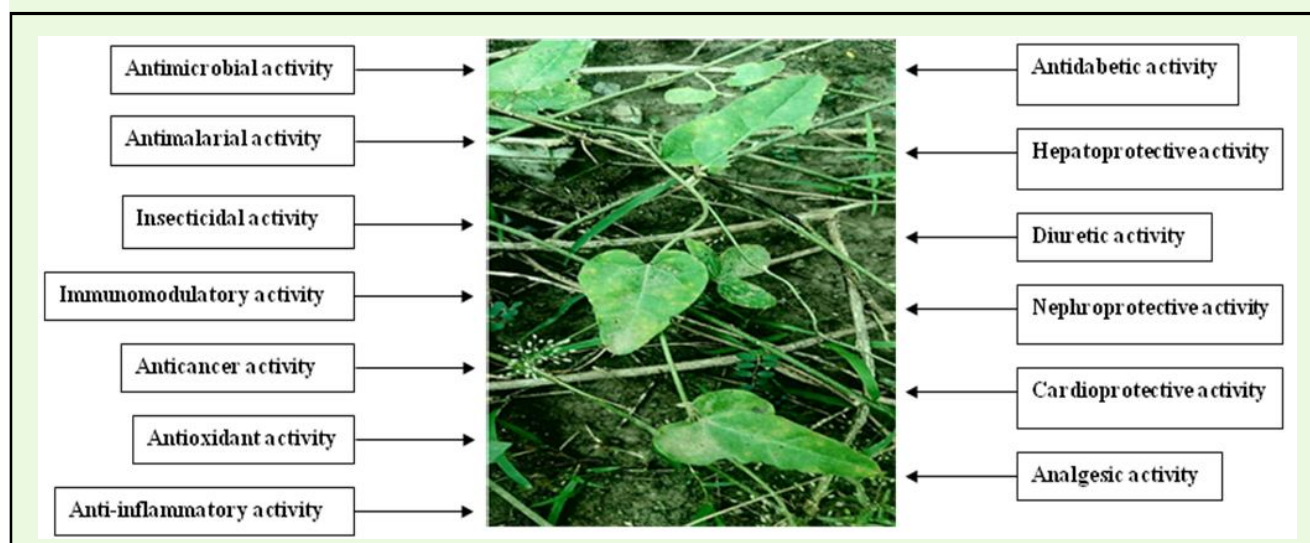 Antimicrobial activity
Antimalarial activity
Insecticidal activity
Immunomodulatory activity
Anticancer activity
Antioxidant activity
Anti-inflammatory activity
Antidabetic activity
Hepatoprotective activity
Diuretic activity
Nephroprotective activity
Cardioprotective activity
Analgesic activity